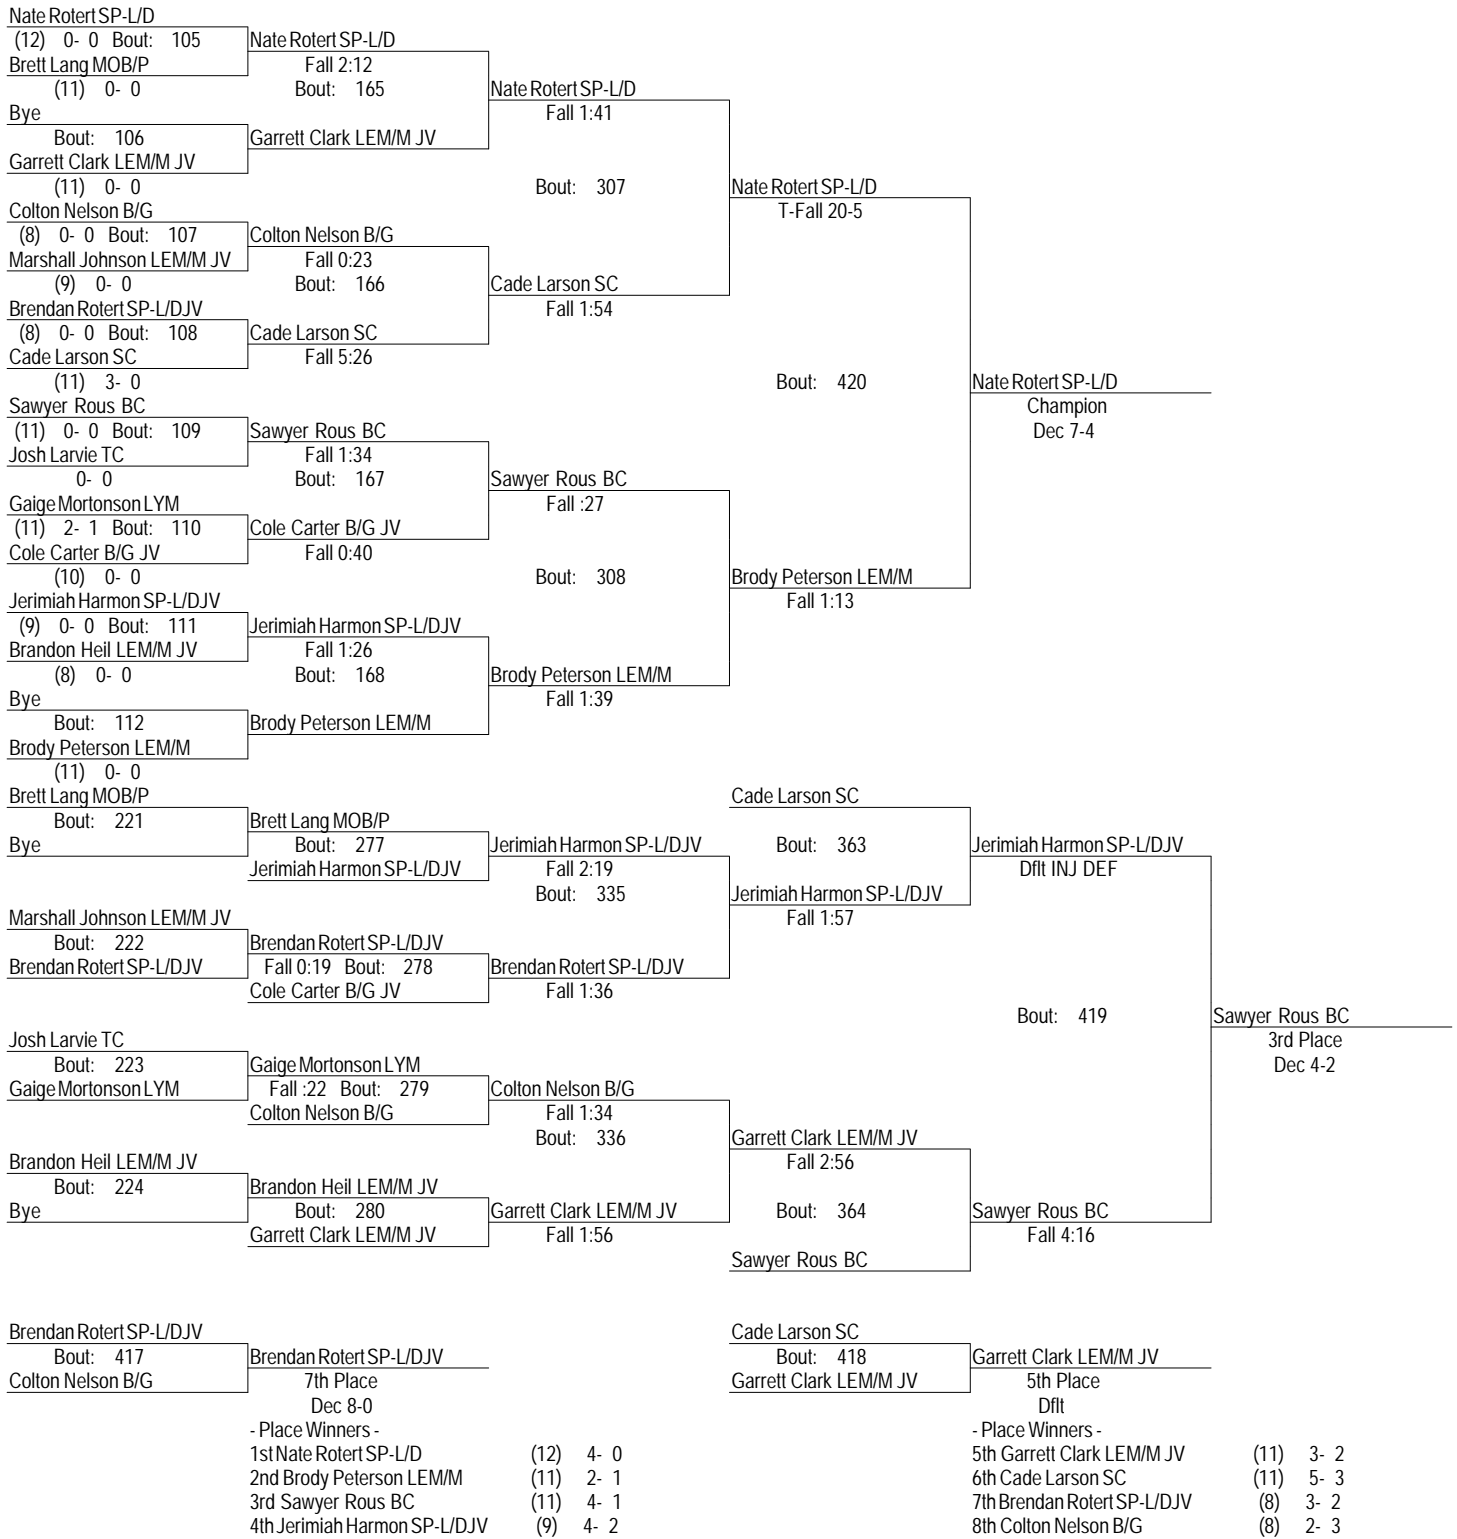 Nate Rotert SP-L/D
(12) 0- 0 Bout: 105 Nate Rotert SP-L/D
Brett Lang MOB/P Fall 2:12
(11) 0- 0 Bout: 165 Nate Rotert SP-L/D
Bye Fall 1:41
Bout: 106 Garrett Clark LEM/M JV
Garrett Clark LEM/M JV
(11) 0- 0 Bout: 307 Nate Rotert SP-L/D
Colton Nelson B/G T-Fall 20-5
(8) 0- 0 Bout: 107 Colton Nelson B/G
Marshall Johnson LEM/M JV Fall 0:23
(9) 0- 0 Bout: 166 Cade Larson SC
Brendan Rotert SP-L/DJV Fall 1:54
(8) 0- 0 Bout: 108 Cade Larson SC
Cade Larson SC Fall 5:26
(11) 3- 0 Bout: 420 Nate Rotert SP-L/D
Sawyer Rous BC Champion
(11) 0- 0 Bout: 109 Sawyer Rous BC Dec 7-4
Josh Larvie TC Fall 1:34
0- 0 Bout: 167 Sawyer Rous BC
Gaige Mortonson LYM Fall :27
(11) 2- 1 Bout: 110 Cole Carter B/G JV
Cole Carter B/G JV Fall 0:40
(10) 0- 0 Bout: 308 Brody Peterson LEM/M
Jerimiah Harmon SP-L/DJV Fall 1:13
(9) 0- 0 Bout: 111 Jerimiah Harmon SP-L/DJV
Brandon Heil LEM/M JV Fall 1:26
(8) 0- 0 Bout: 168 Brody Peterson LEM/M
Bye Fall 1:39
Bout: 112 Brody Peterson LEM/M
Brody Peterson LEM/M
(11) 0- 0
Brett Lang MOB/P Cade Larson SC
Bout: 221 Brett Lang MOB/P
Bye Bout: 277 Jerimiah Harmon SP-L/DJV Bout: 363 Jerimiah Harmon SP-L/DJV
Jerimiah Harmon SP-L/DJV Fall 2:19 Dflt INJ DEF
Bout: 335 Jerimiah Harmon SP-L/DJV
Marshall Johnson LEM/M JV Fall 1:57
Bout: 222 Brendan Rotert SP-L/DJV
Brendan Rotert SP-L/DJV Fall 0:19 Bout: 278 Brendan Rotert SP-L/DJV
Cole Carter B/G JV Fall 1:36
Bout: 419 Sawyer Rous BC
Josh Larvie TC 3rd Place
Bout: 223 Gaige Mortonson LYM Dec 4-2
Gaige Mortonson LYM Fall :22 Bout: 279 Colton Nelson B/G
Colton Nelson B/G Fall 1:34
Bout: 336 Garrett Clark LEM/M JV
Brandon Heil LEM/M JV Fall 2:56
Bout: 224 Brandon Heil LEM/M JV
Bye Bout: 280 Garrett Clark LEM/M JV Bout: 364 Sawyer Rous BC
Garrett Clark LEM/M JV Fall 1:56 Fall 4:16
Sawyer Rous BC
Brendan Rotert SP-L/DJV Cade Larson SC
Bout: 417 Brendan Rotert SP-L/DJV Bout: 418 Garrett Clark LEM/M JV
Colton Nelson B/G 7th Place Garrett Clark LEM/M JV 5th Place
Dec 8-0 Dflt
- Place Winners - - Place Winners -
1st Nate Rotert SP-L/D (12) 4- 0 5th Garrett Clark LEM/M JV (11) 3- 2
2nd Brody Peterson LEM/M (11) 2- 1 6th Cade Larson SC (11) 5- 3
3rd Sawyer Rous BC (11) 4- 1 7th Brendan Rotert SP-L/DJV (8) 3- 2
4th Jerimiah Harmon SP-L/DJV (9) 4- 2 8th Colton Nelson B/G (8) 2- 3